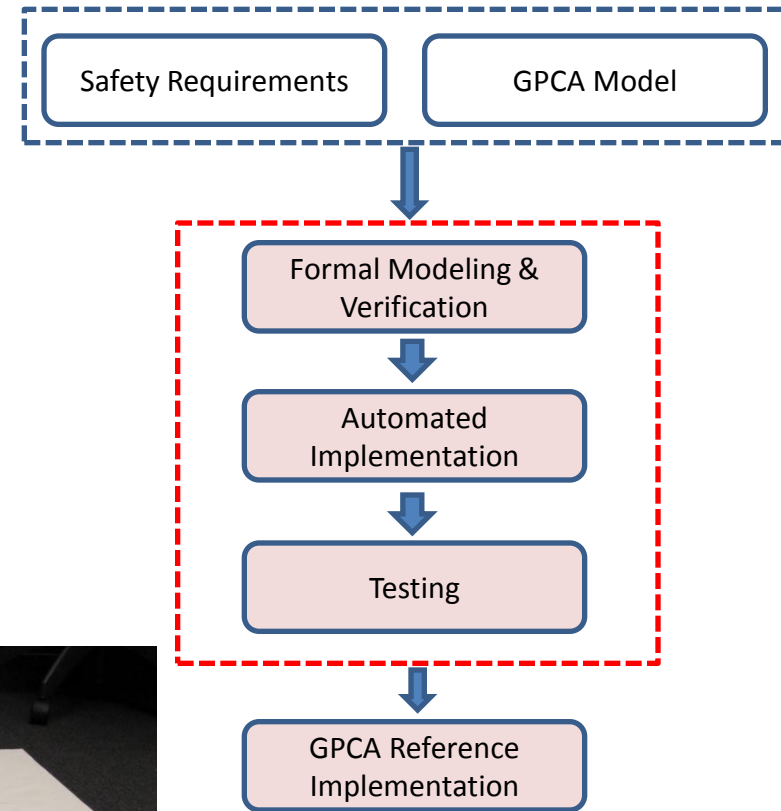 Safety Requirements
GPCA Model
Formal Modeling &
Verification
Automated
Implementation
Testing
GPCA Reference
Implementation